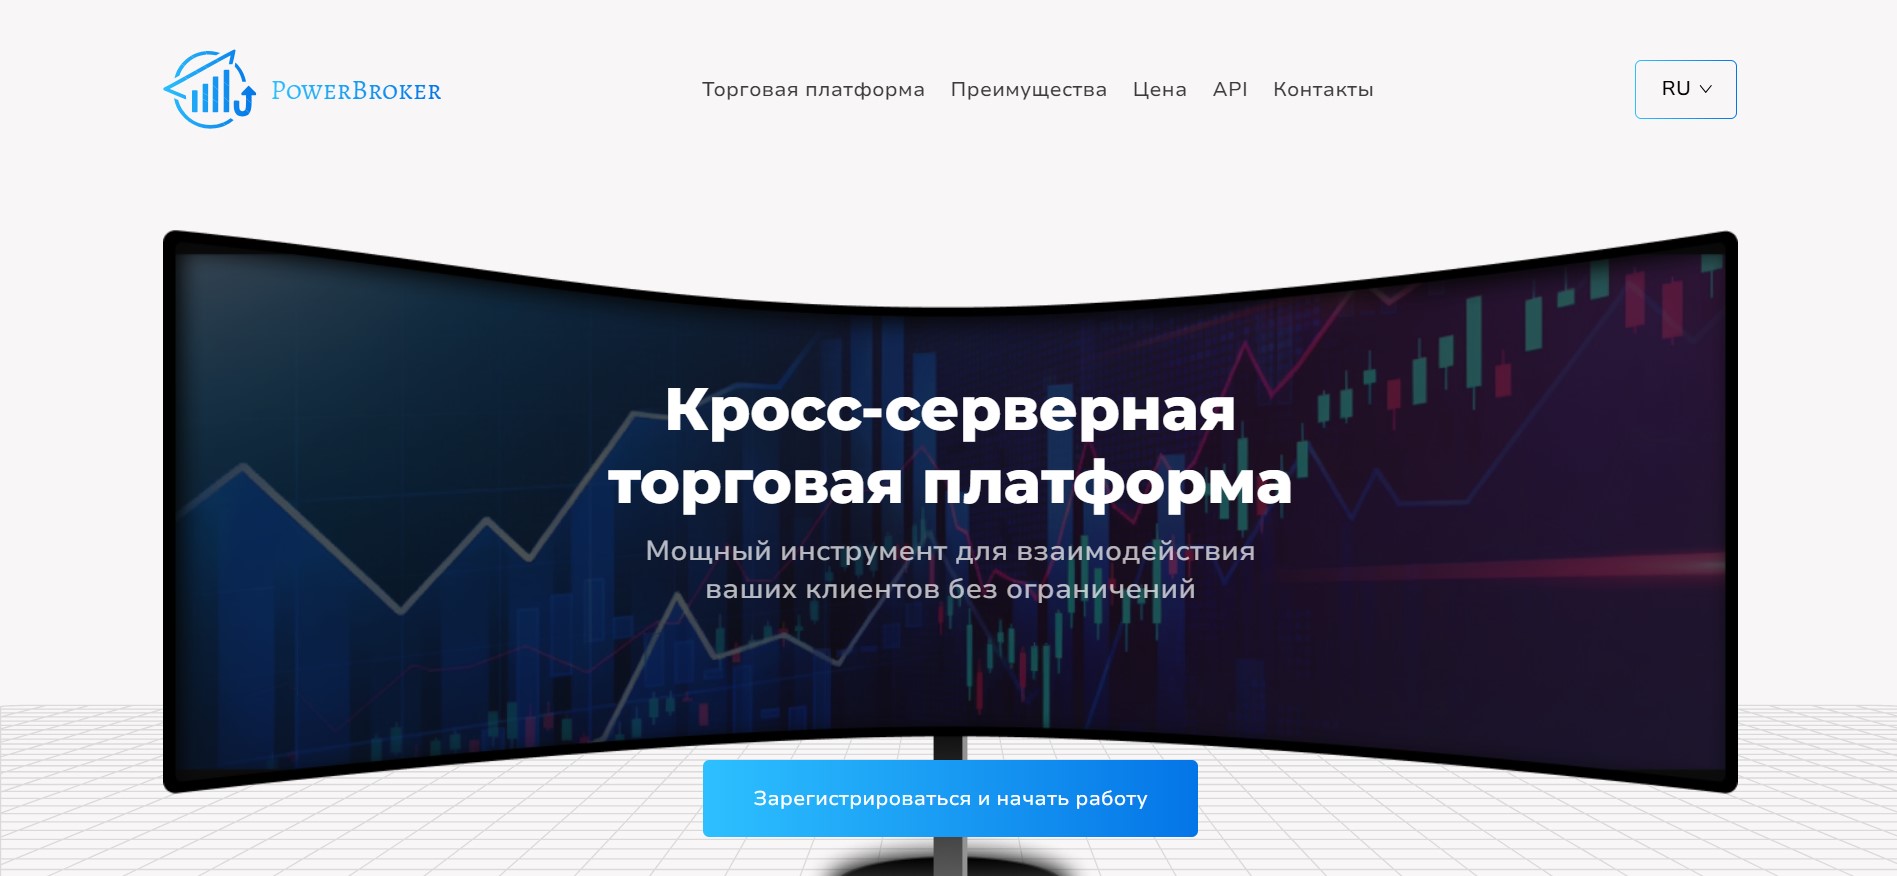 PowerBroker
Торговая платформа Преимущества Цена API Контакты
RU
Кросс-серверная
торговая платформа
Мощный инструмент для взаимодействия
ваших клиентов без ограничений
Зарегистрироваться и начать работу